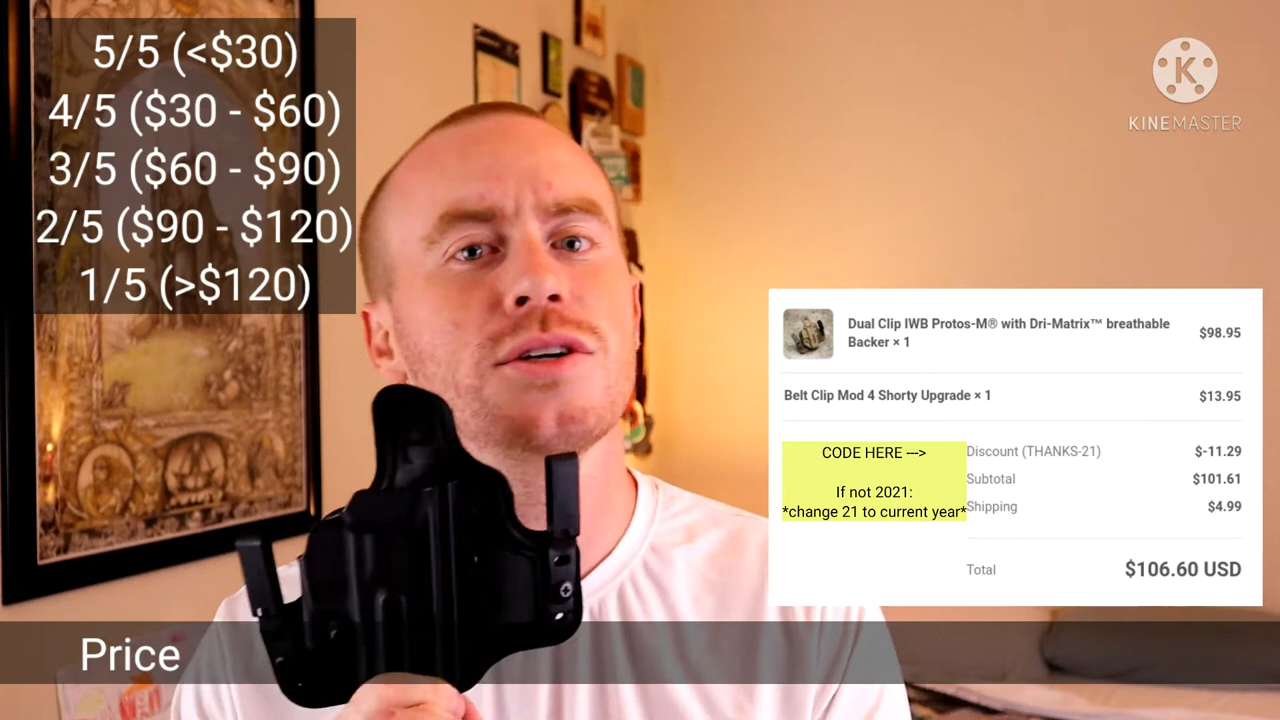 5/5 (<$30)
4/5 ($30 - $60)
3/5 ($60 - $90)
2/5 ($90 - $120)
1/5 (>$120)
KINEMASTER
Dual Clip IWB Protos-M® with Dri-Matrix™ breathable
Backer × 1
$98.95
Belt Clip Mod 4 Shorty Upgrade × 1
$13.95
CODE HERE --->
If not 2021:
*change 21 to current year*
Discount (THANKS-21)
$-11.29
Subtotal
$101.61
Shipping
$4.99
Total
$106.60 USD
Price